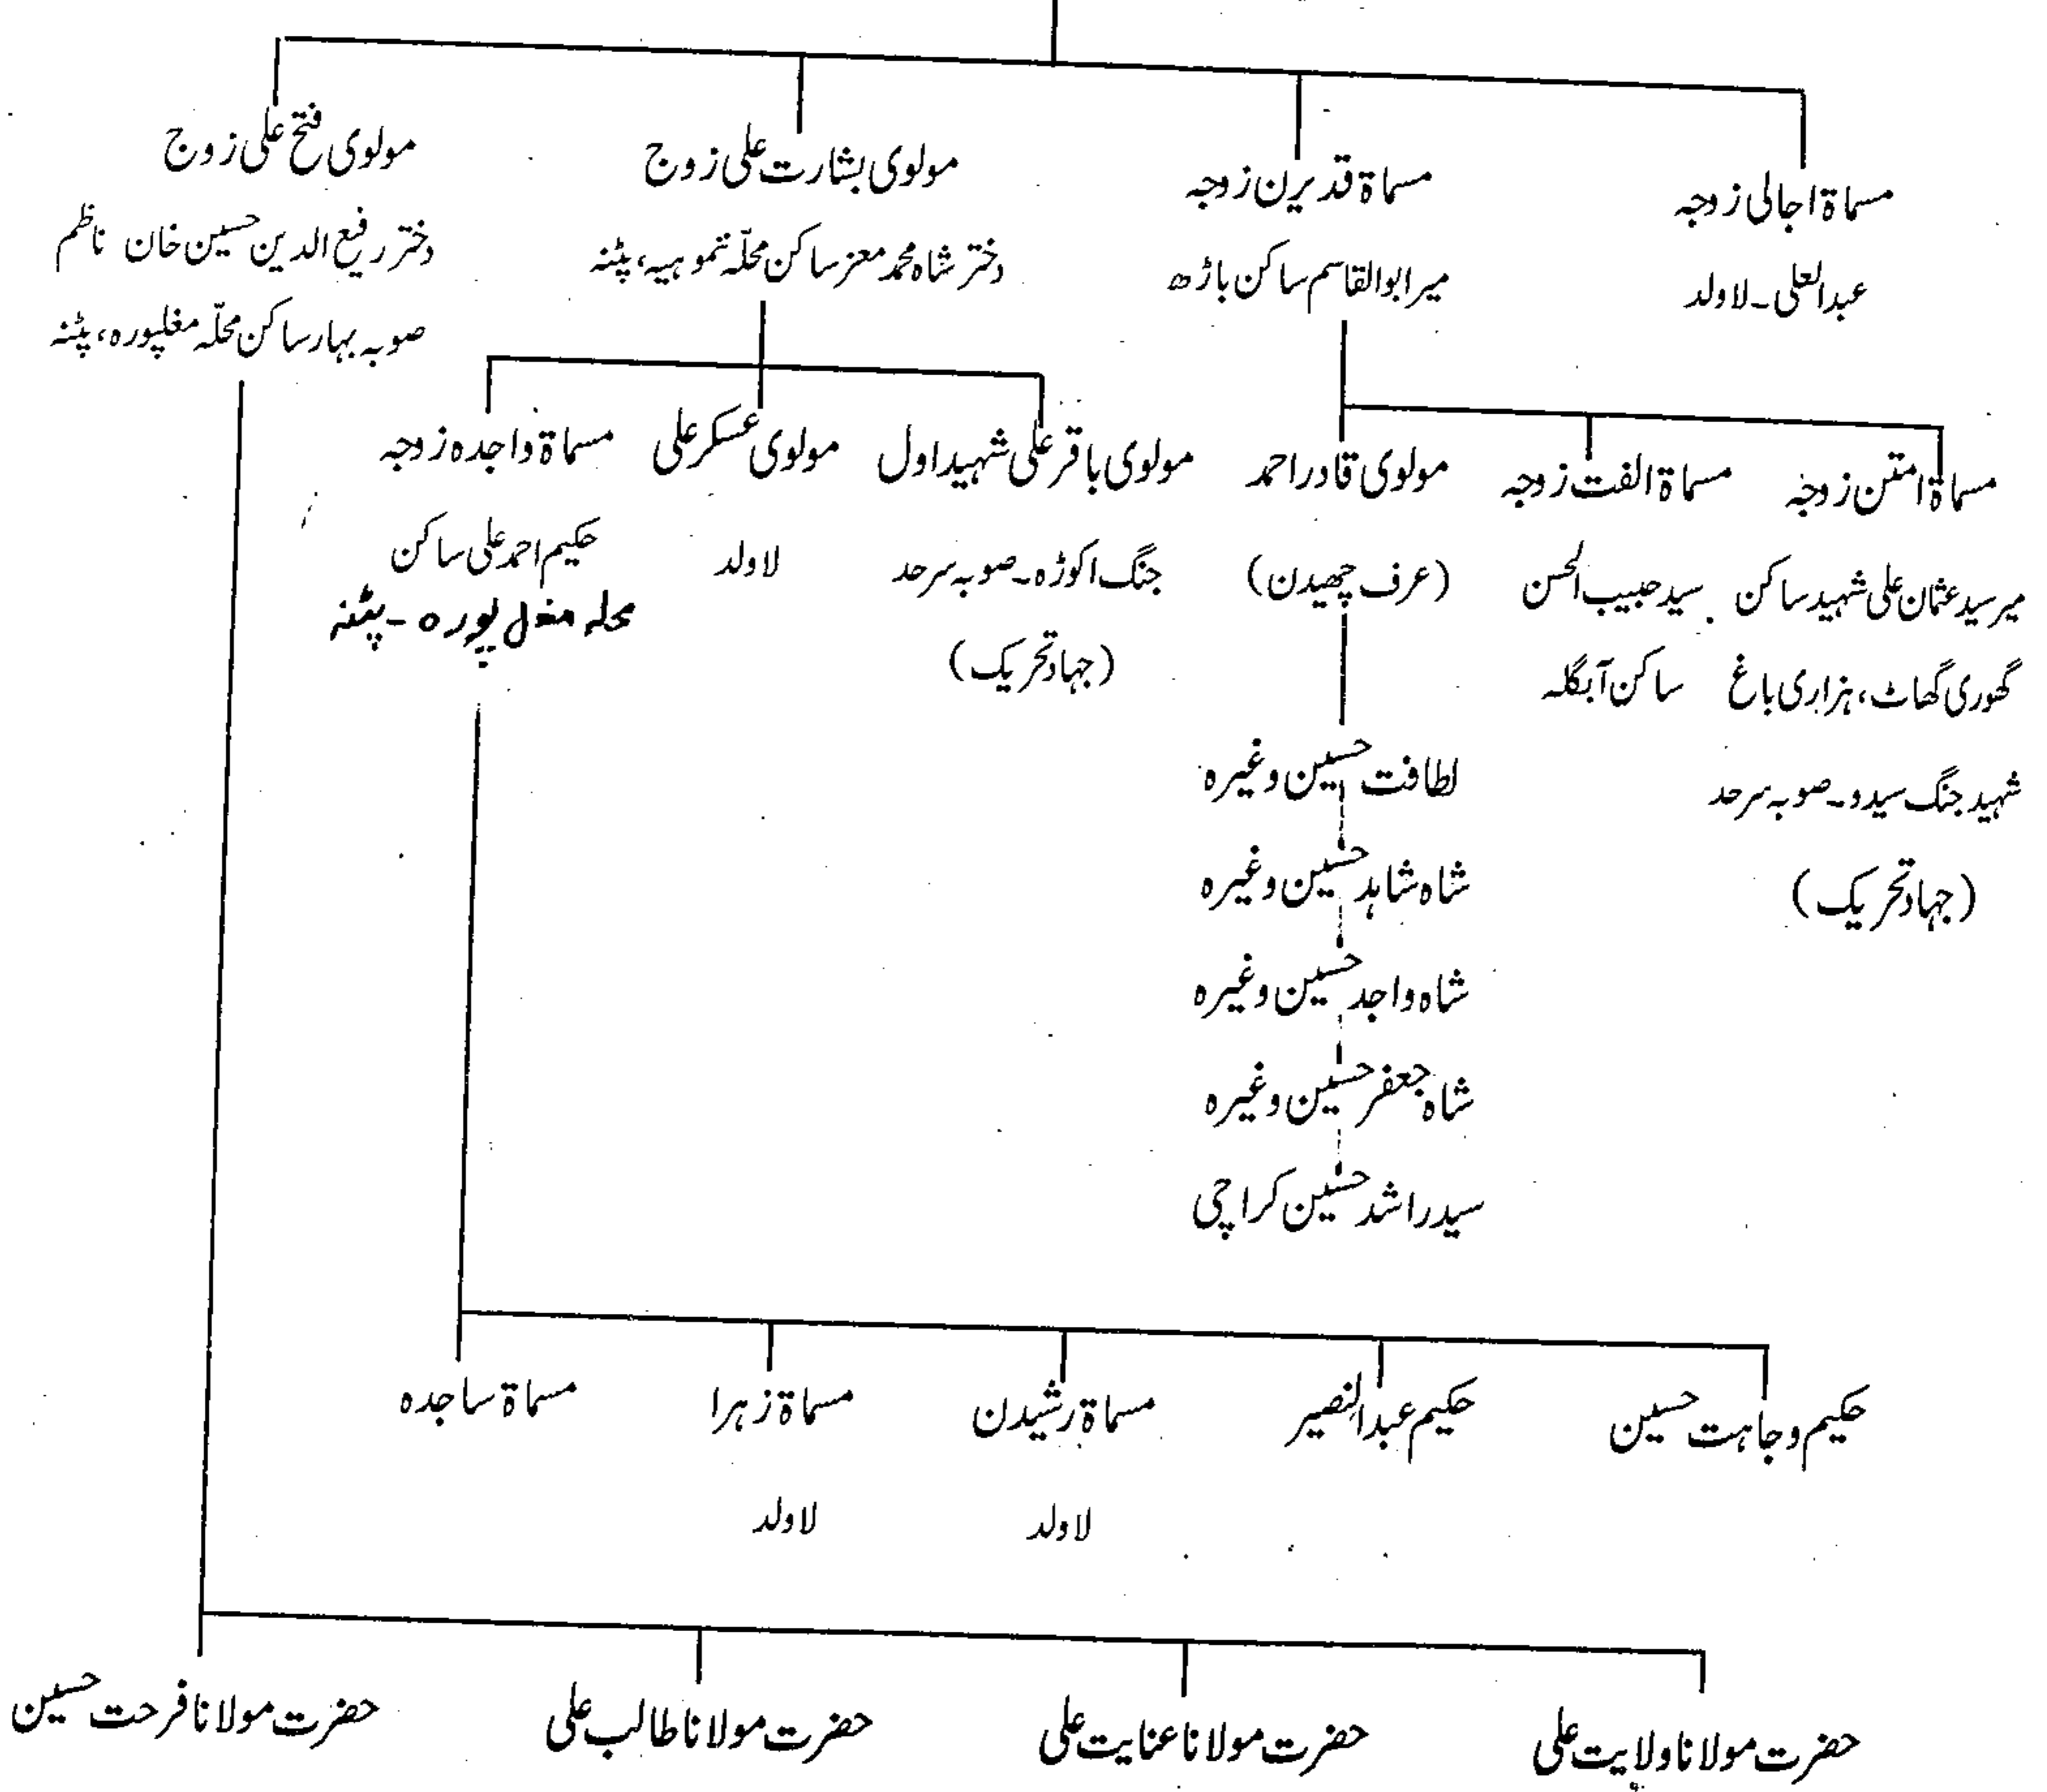 مسماۃ اجالی زوجہ
عبدالعلی ۔ لاولد
مسماۃ قدیرن زوجہ
میر ابوالقاسم ساکن باڑھ
مولوی بشارت علی زوج
دختر شاہ محمد معز ساکن محلّہ ننموہیہ، پٹنہ
مولوی فتح علی زوج
دختر رفیع الدین حسین خان ناظم
صوبہ بہار ساکن محلّہ مغلپورہ، پٹنہ
مسماۃ امتن زوجہ
میر سید عثمان علی شہید ساکن
گھوری گھاٹ، ہزاری باغ
شہید جنگ سیدو ۔ صوبہ سرحد
(جہاد تحریک)
مسماۃ الفت زوجہ
سید حبیب الحسن
ساکن آبگلہ
مولوی قادر احمد
(عرف چھیدن)
لطافت حسین وغیرہ
شاہ شاہد حسین وغیرہ
شاہ واجد حسین وغیرہ
شاہ جعفر حسین وغیرہ
سید راشد حسین کراچی
مولوی باقر علی شہید اول
جنگ اکوڑہ ۔ صوبہ سرحد
(جہاد تحریک)
مولوی عسکر علی
لاولد
مسماۃ واجدہ زوجہ
حکیم احمد علی ساکن
محلہ مغل پورہ ۔ پٹنہ
حکیم وجاہت حسین
حکیم عبدالنصیر
مسماۃ رشیدن
لاولد
مسماۃ زہرا
لاولد
مسماۃ ساجدہ
حضرت مولانا ولایت علی
حضرت مولانا عنایت علی
حضرت مولانا طالب علی
حضرت مولانا فرحت حسین